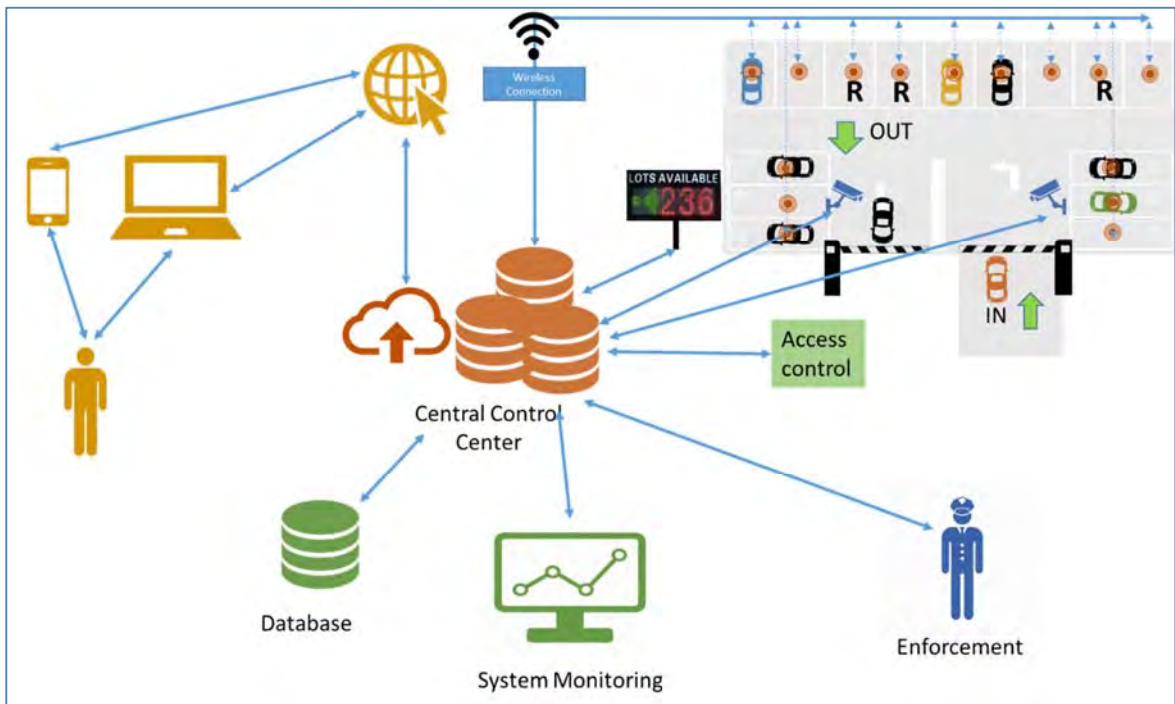 Wireless
Connection
R
R
R
OUT
LOTS AVAILABLE
236
IN
Access
control
Central Control
Center
Database
System Monitoring
Enforcement